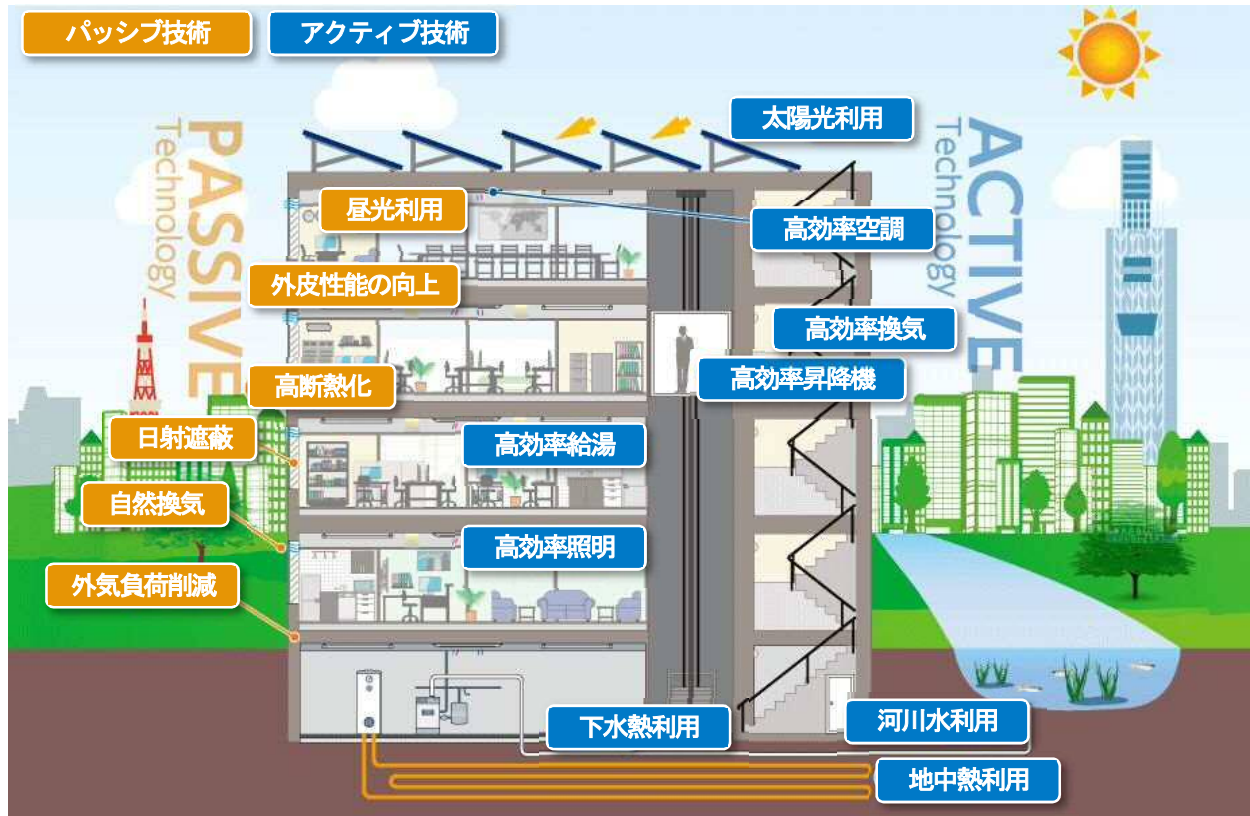 パッシブ技術
アクティブ技術
太陽光利用
PASSIVE
Technology
ACTIVE
Technology
昼光利用
高効率空調
外皮性能の向上
高効率換気
高断熱化
高効率昇降機
日射遮蔽
高効率給湯
自然換気
高効率照明
外気負荷削減
下水熱利用
河川水利用
地中熱利用